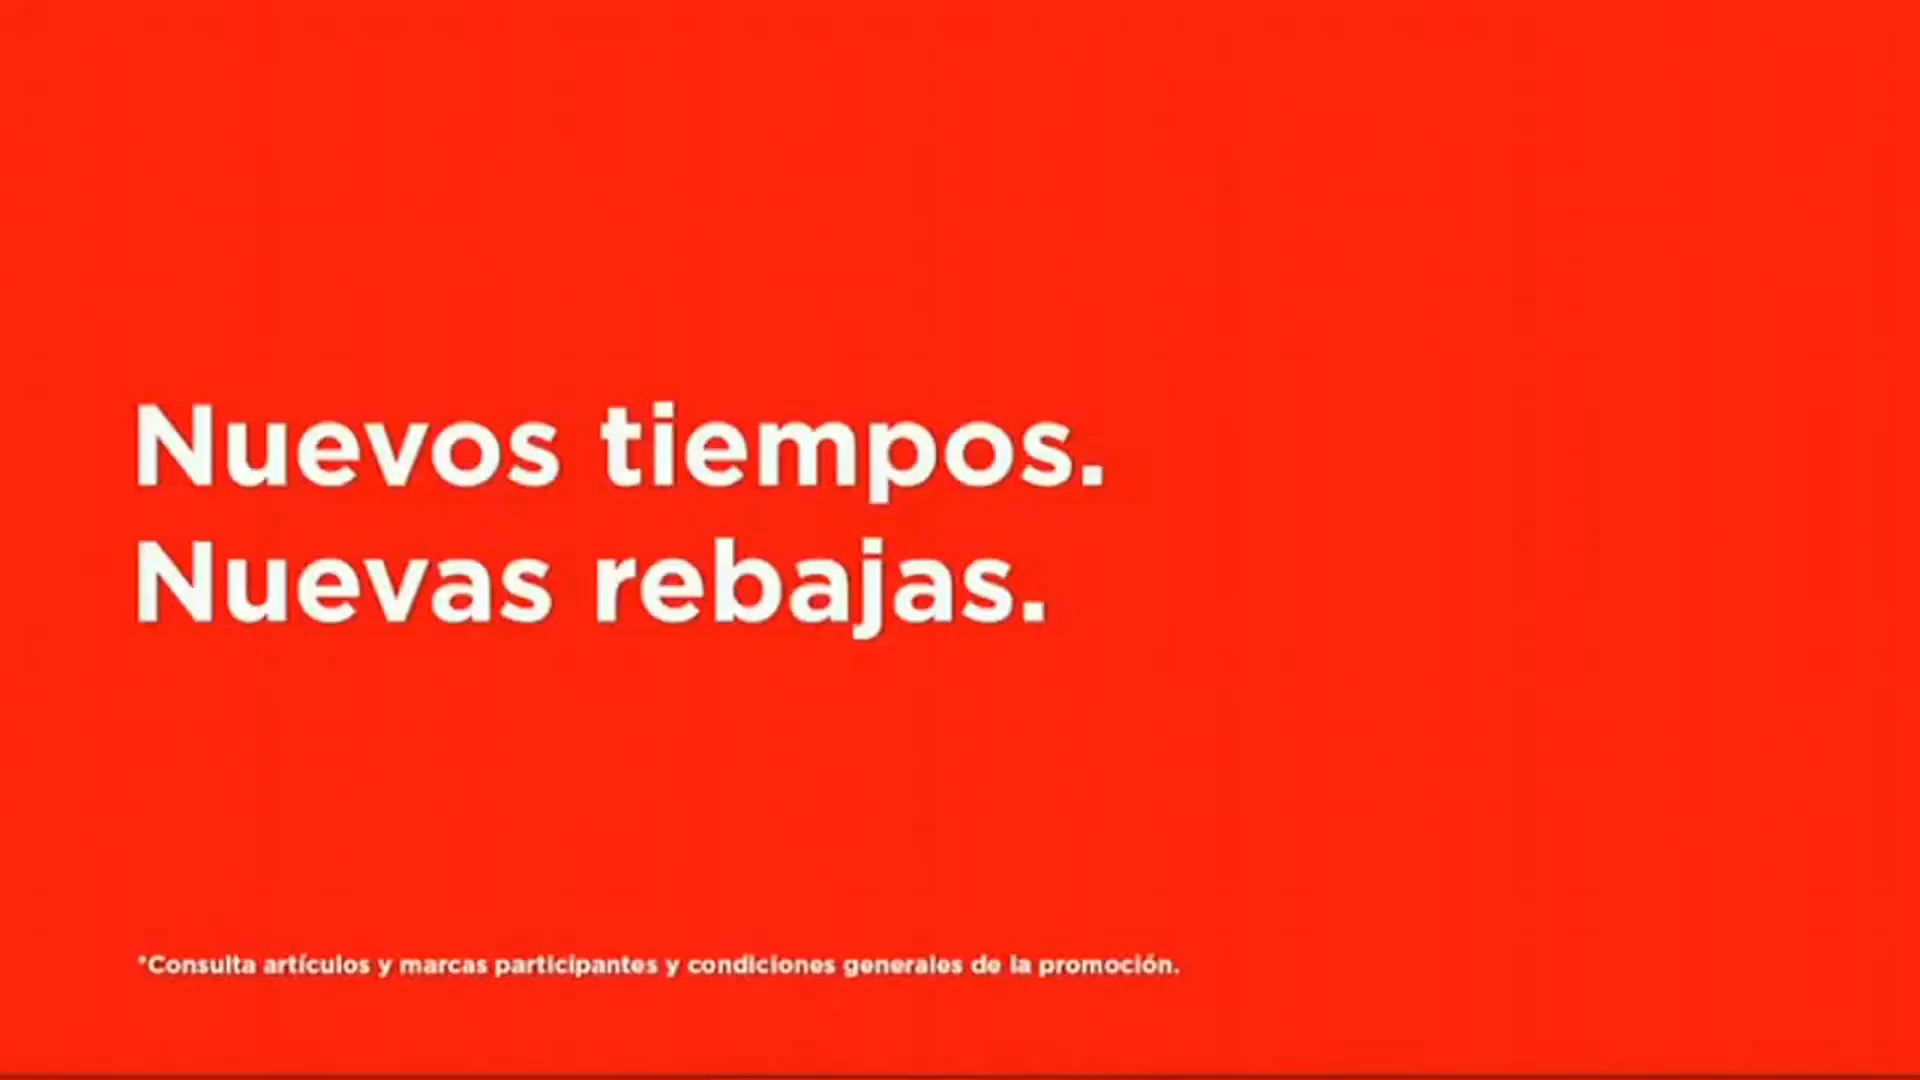 Nuevos tiempos.
Nuevas rebajas.
*Consulta artículos y marcas participantes y condiciones generales de la promoción.